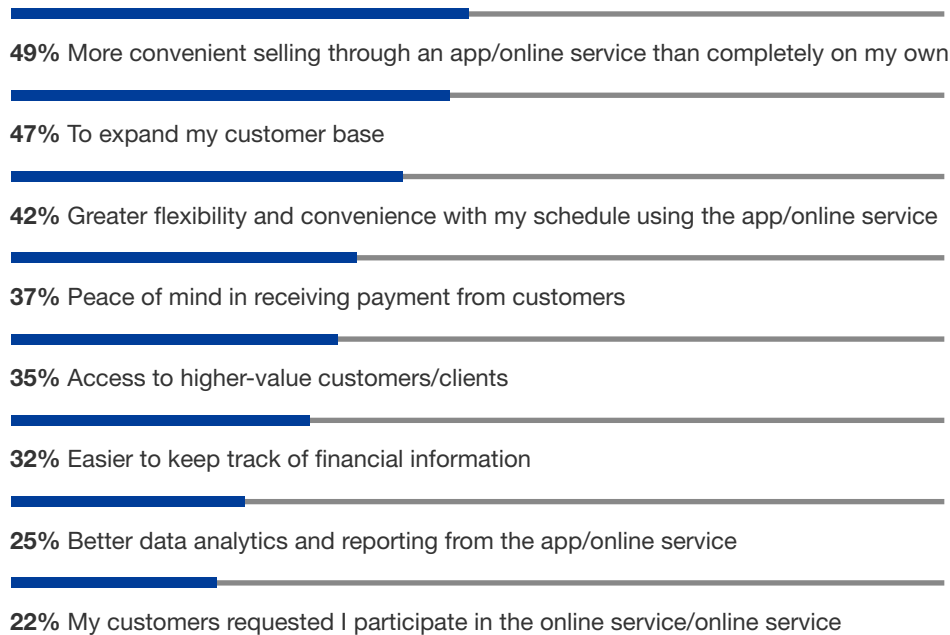 49% More convenient selling through an app/online service than completely on my own
47% To expand my customer base
42% Greater flexibility and convenience with my schedule using the app/online service
37% Peace of mind in receiving payment from customers
35% Access to higher-value customers/clients
32% Easier to keep track of financial information
25% Better data analytics and reporting from the app/online service
22% My customers requested I participate in the online service/online service